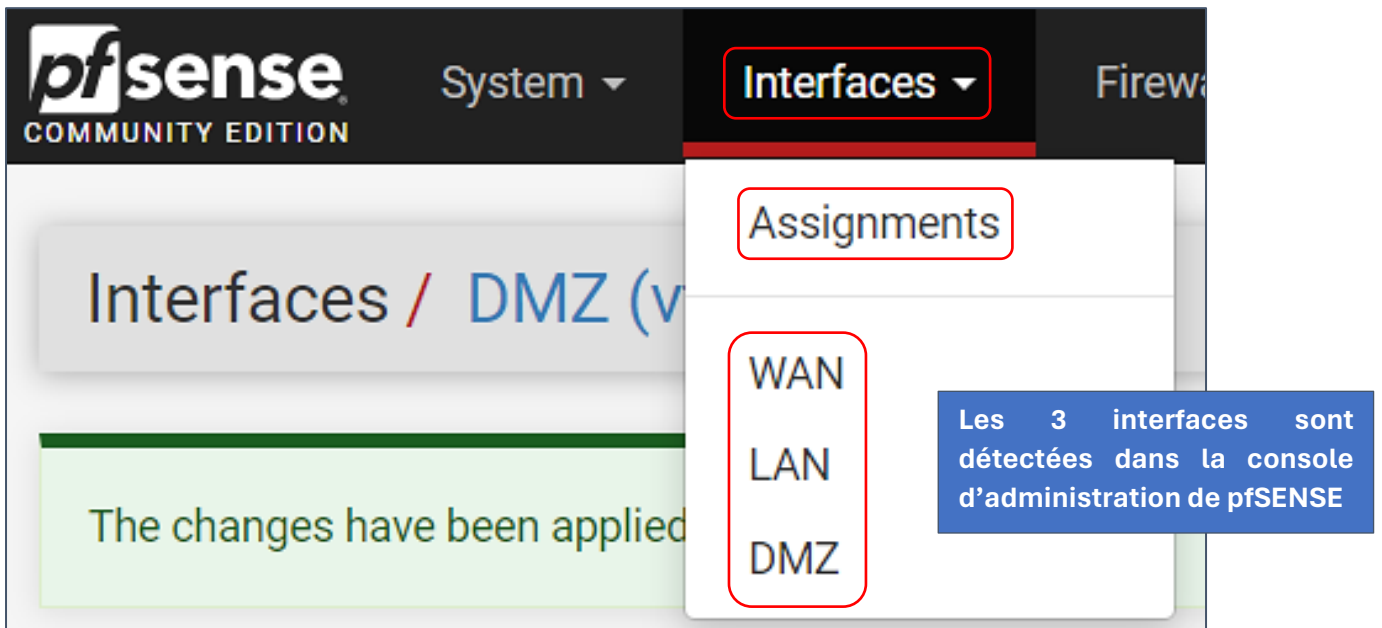 pfsense COMMUNITY EDITION
System
Interfaces
Firewa
Assignments
Interfaces / DMZ (v
WAN
LAN
DMZ
The changes have been applied
Les 3 interfaces sont
détectées dans la console
d’administration de pfSENSE